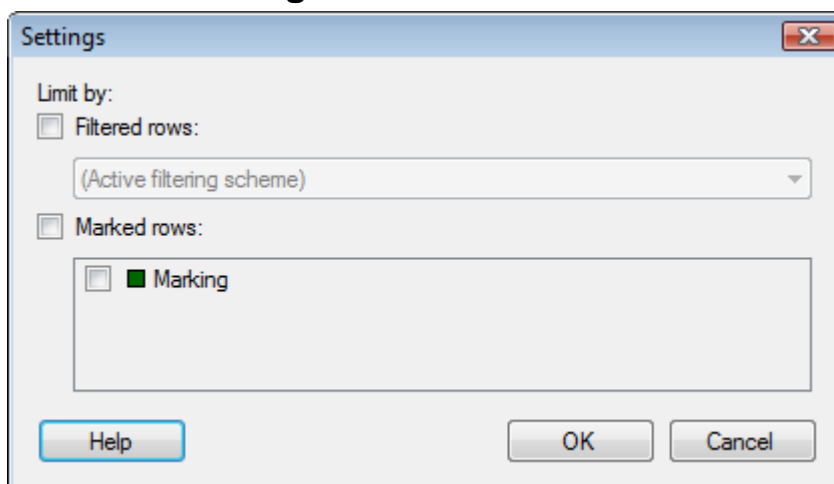 Settings
Limit by:
Filtered rows:
(Active filtering scheme)
Marked rows:
Marking
Help OK Cancel